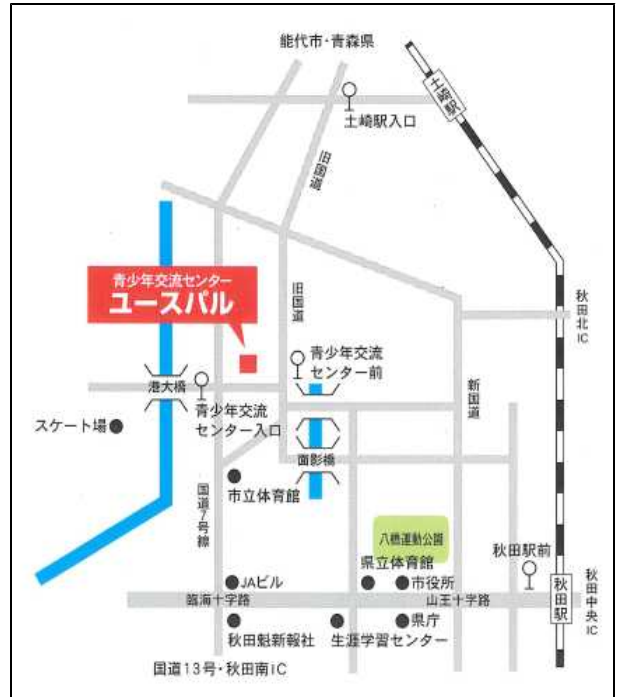 能代市・青森県
土崎駅
土崎駅入口
旧国道
青少年交流センター
ユースパル
旧国道
秋田北IC
青少年交流
センター前
港大橋
新国道
スケート場
青少年交流
センター入口
面影橋
市立体育館
国道7号線
八橋運動公園
秋田駅前
県立体育館
JAビル
市役所
秋田駅
秋田中央IC
臨海十字路
山王十字路
県庁
秋田魁新報社
生涯学習センター
国道13号・秋田南IC